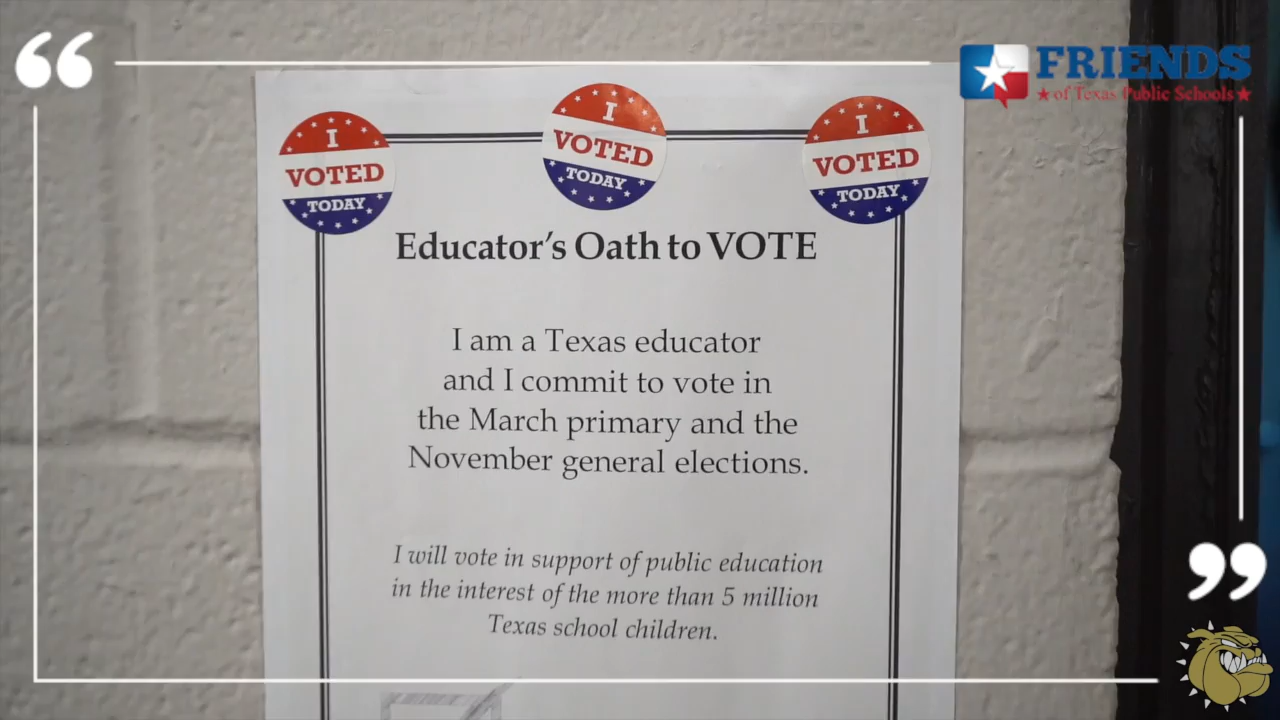 “
FRIENDS
of Texas Public Schools
I
VOTED
TODAY
I
VOTED
TODAY
I
VOTED
TODAY
Educator’s Oath to VOTE
I am a Texas educator
and I commit to vote in
the March primary and the
November general elections.
I will vote in support of public education
in the interest of the more than 5 million
Texas school children.
”